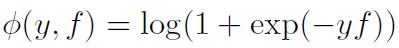 ϕ(y, f) = log(1 + exp(−yf))